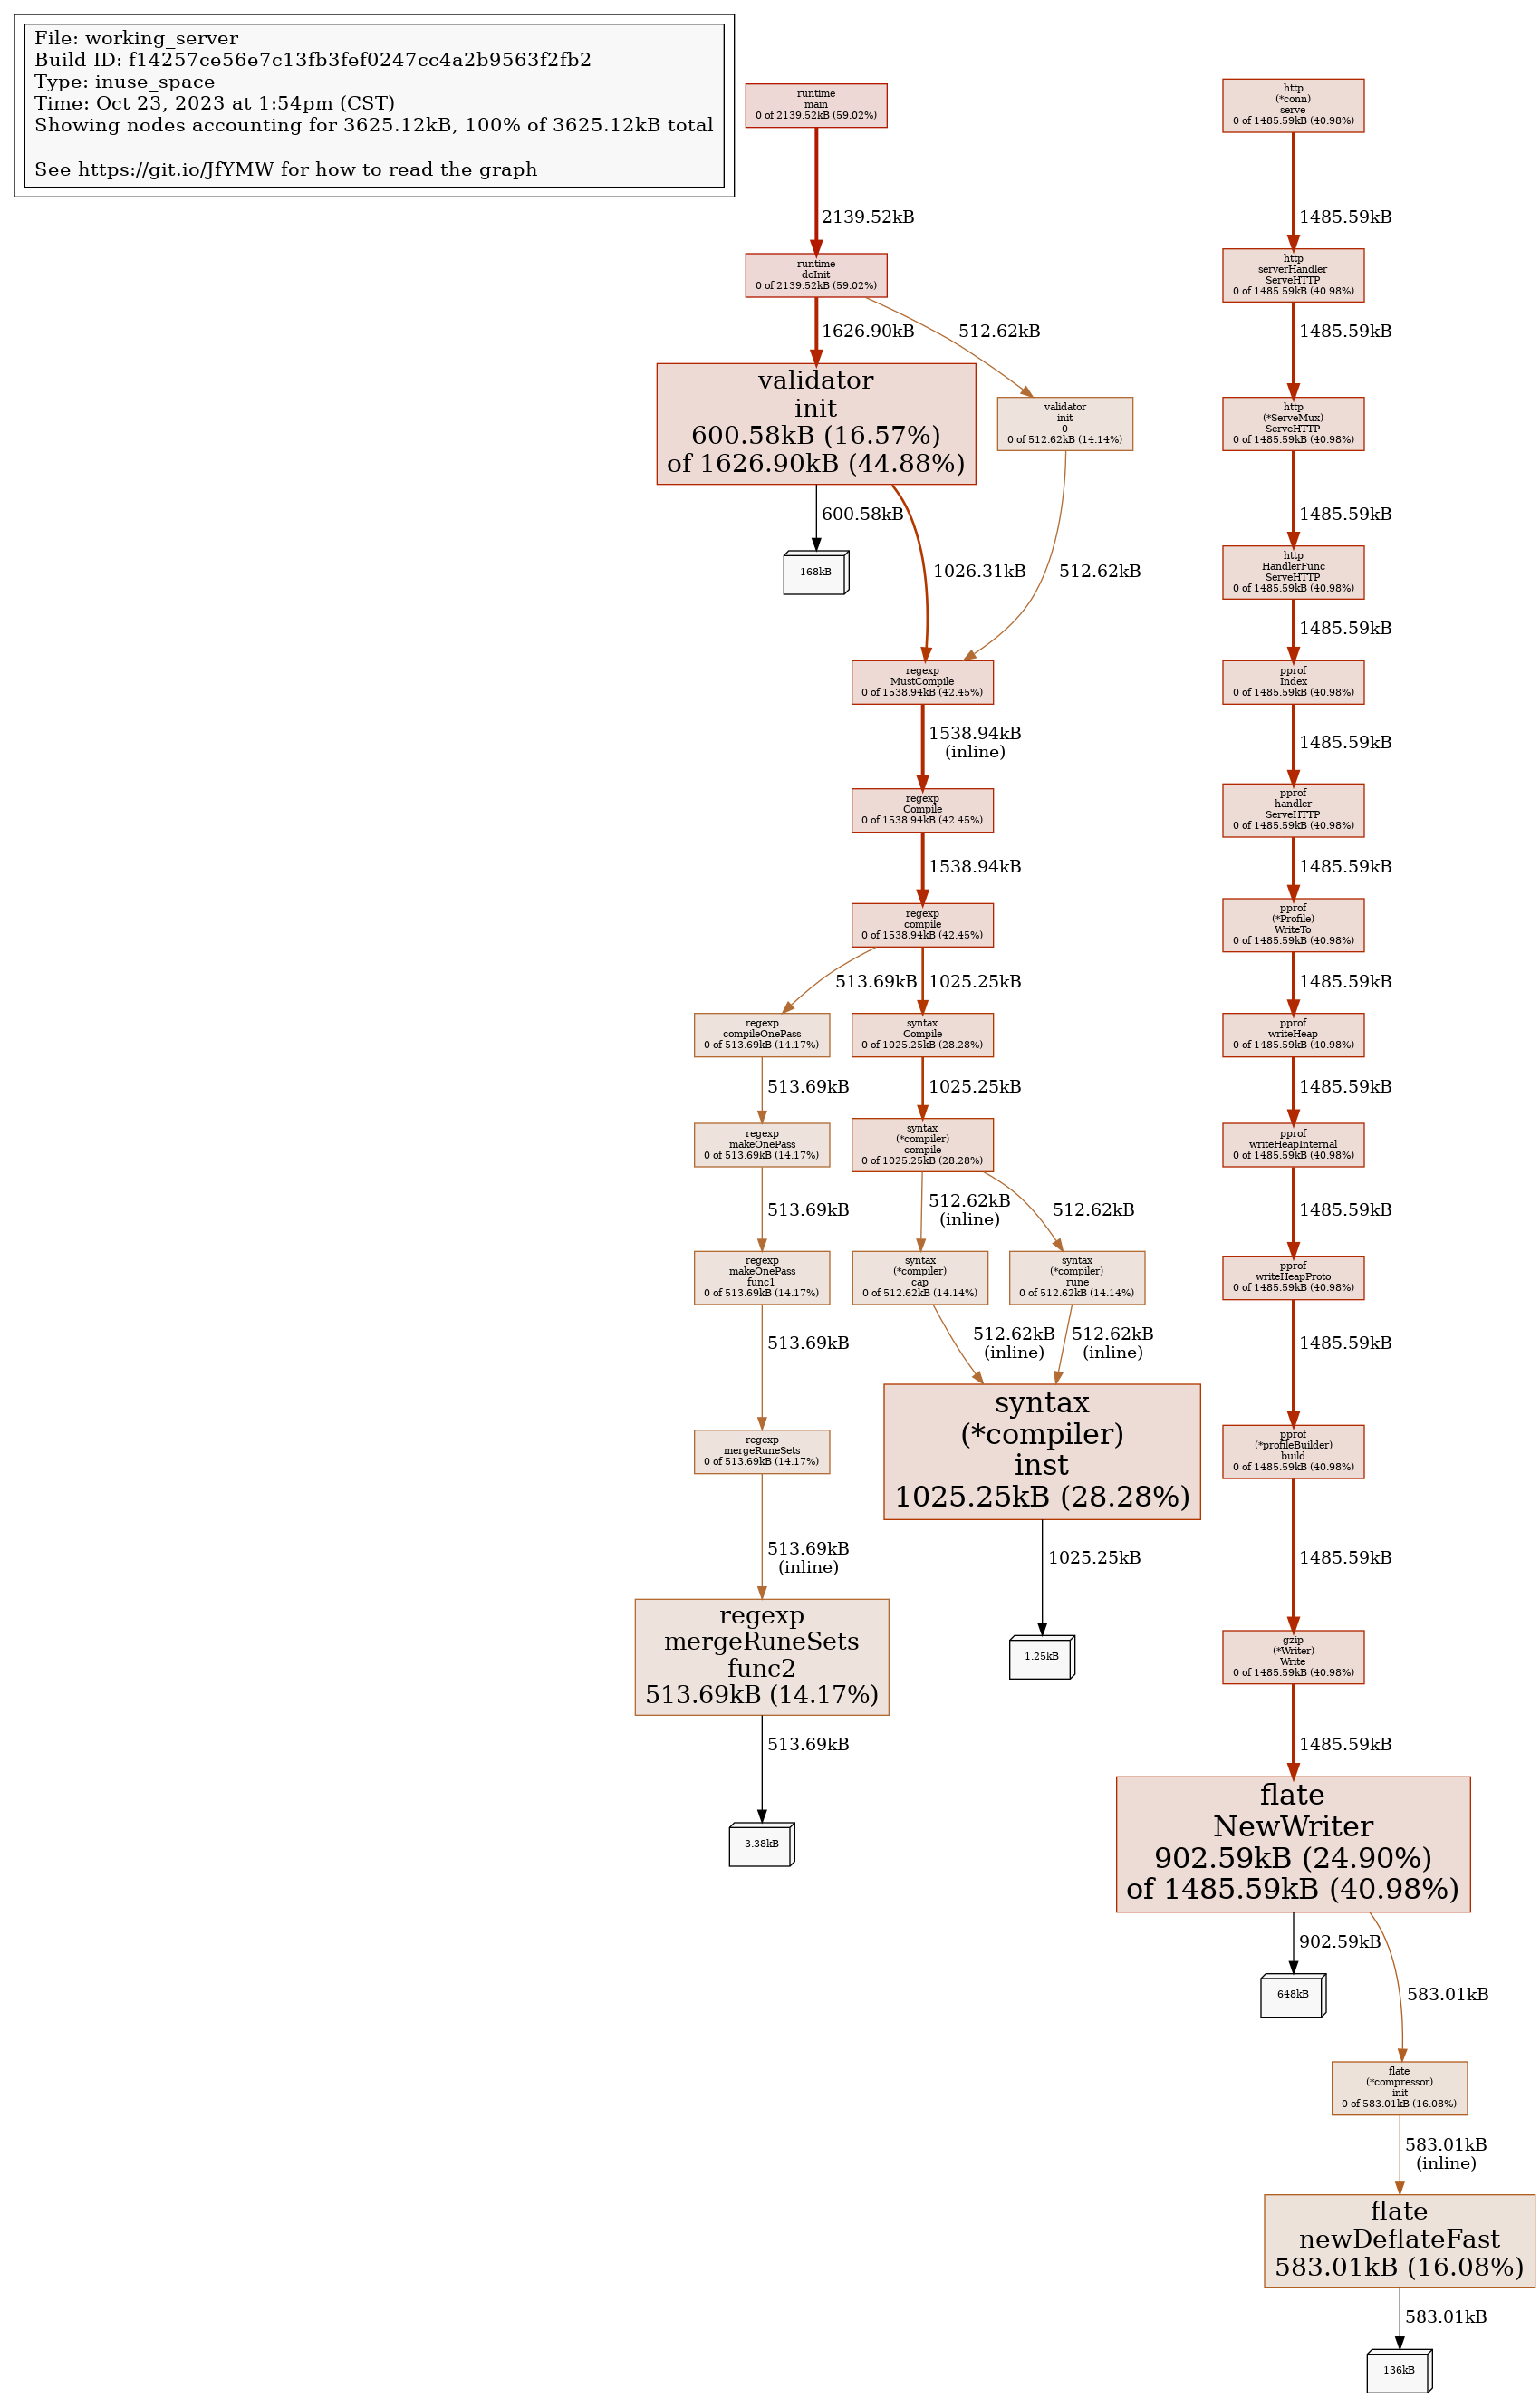 File: working_server
Build ID: f14257ce56e7c13fb3fef0247cc4a2b9563f2fb2
Type: inuse_space
Time: Oct 23, 2023 at 1:54pm (CST)
Showing nodes accounting for 3625.12kB, 100% of 3625.12kB total
See https://git.io/JfYMW for how to read the graph
runtime
main
0 of 2139.52kB (59.02%)
2139.52kB
runtime
doInit
0 of 2139.52kB (59.02%)
1626.90kB
512.62kB
validator
init
600.58kB (16.57%)
of 1626.90kB (44.88%)
validator
init
0
0 of 512.62kB (14.14%)
600.58kB
168kB
1026.31kB
512.62kB
regexp
MustCompile
0 of 1538.94kB (42.45%)
1538.94kB
(inline)
regexp
Compile
0 of 1538.94kB (42.45%)
1538.94kB
regexp
compile
0 of 1538.94kB (42.45%)
513.69kB
1025.25kB
regexp
compileOnePass
0 of 513.69kB (14.17%)
513.69kB
regexp
makeOnePass
0 of 513.69kB (14.17%)
513.69kB
regexp
makeOnePass
func1
0 of 513.69kB (14.17%)
513.69kB
regexp
mergeRuneSets
0 of 513.69kB (14.17%)
513.69kB
(inline)
regexp
mergeRuneSets
func2
513.69kB (14.17%)
513.69kB
3.38kB
syntax
Compile
0 of 1025.25kB (28.28%)
1025.25kB
syntax
(*compiler)
compile
0 of 1025.25kB (28.28%)
512.62kB
(inline)
512.62kB
syntax
(*compiler)
cap
0 of 512.62kB (14.14%)
syntax
(*compiler)
rune
0 of 512.62kB (14.14%)
512.62kB
(inline)
512.62kB
(inline)
syntax
(*compiler)
inst
1025.25kB (28.28%)
1025.25kB
1.25kB
http
(*conn)
serve
0 of 1485.59kB (40.98%)
1485.59kB
http
serverHandler
ServeHTTP
0 of 1485.59kB (40.98%)
1485.59kB
http
(*ServeMux)
ServeHTTP
0 of 1485.59kB (40.98%)
1485.59kB
http
HandlerFunc
ServeHTTP
0 of 1485.59kB (40.98%)
1485.59kB
pprof
Index
0 of 1485.59kB (40.98%)
1485.59kB
pprof
handler
ServeHTTP
0 of 1485.59kB (40.98%)
1485.59kB
pprof
(*Profile)
WriteTo
0 of 1485.59kB (40.98%)
1485.59kB
pprof
writeHeap
0 of 1485.59kB (40.98%)
1485.59kB
pprof
writeHeapInternal
0 of 1485.59kB (40.98%)
1485.59kB
pprof
writeHeapProto
0 of 1485.59kB (40.98%)
1485.59kB
pprof
(*profileBuilder)
build
0 of 1485.59kB (40.98%)
1485.59kB
gzip
(*Writer)
Write
0 of 1485.59kB (40.98%)
1485.59kB
flate
NewWriter
902.59kB (24.90%)
of 1485.59kB (40.98%)
902.59kB
648kB
583.01kB
flate
(*compressor)
init
0 of 583.01kB (16.08%)
583.01kB
(inline)
flate
newDeflateFast
583.01kB (16.08%)
583.01kB
136kB